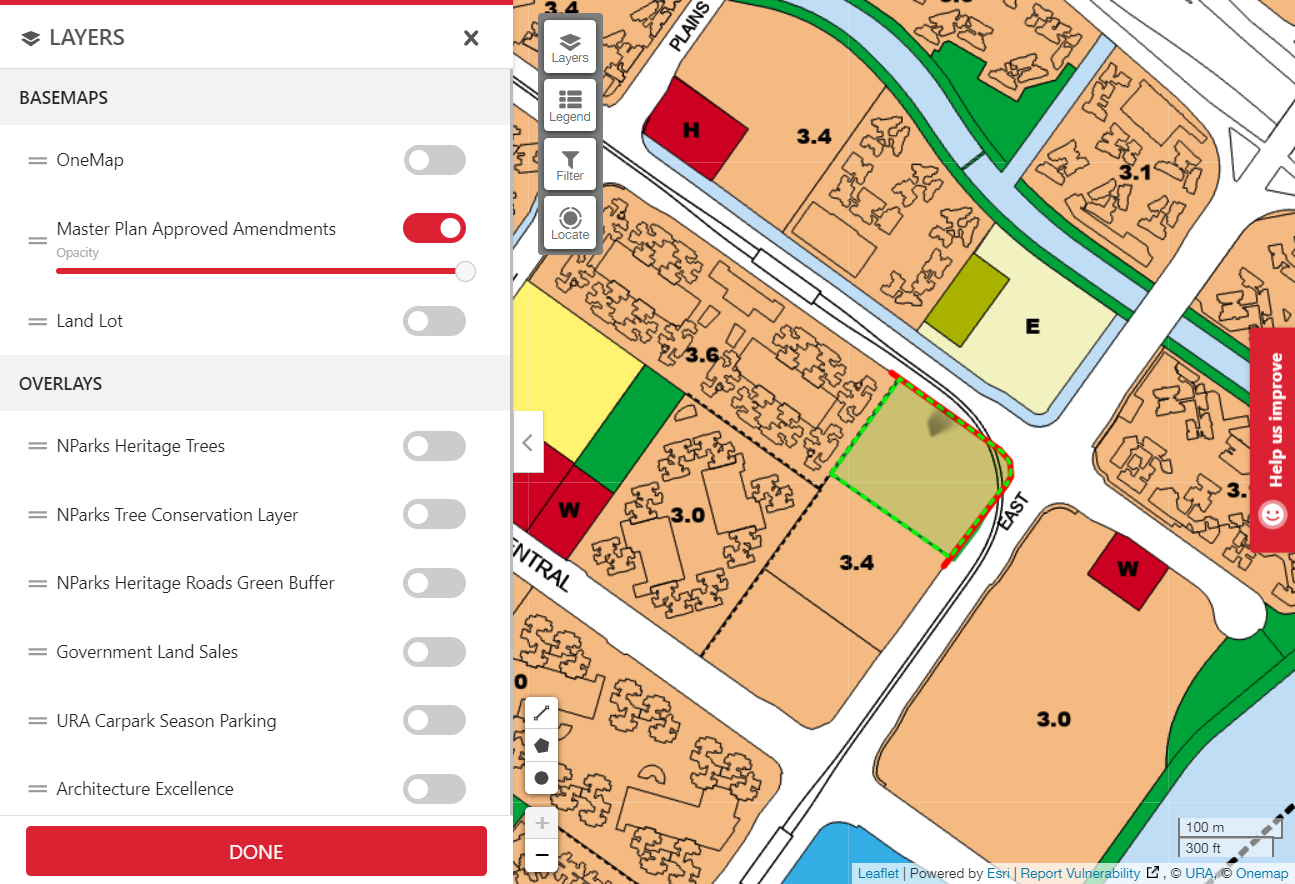 LAYERS
BASEMAPS
OneMap
Master Plan Approved Amendments
Opacity
Land Lot
OVERLAYS
NParks Heritage Trees
NParks Tree Conservation Layer
NParks Heritage Roads Green Buffer
Government Land Sales
URA Carpark Season Parking
Architecture Excellence
DONE
Layers
Legend
Filter
Locate
3.4
PLAINS
H
3.4
3.1
E
3.6
W
3.0
3.4
EAST
ENTRAL
W
3.0
0
3.
Help us improve
100 m
300 ft
Leaflet | Powered by Esri | Report Vulnerability , © URA, © Onemap